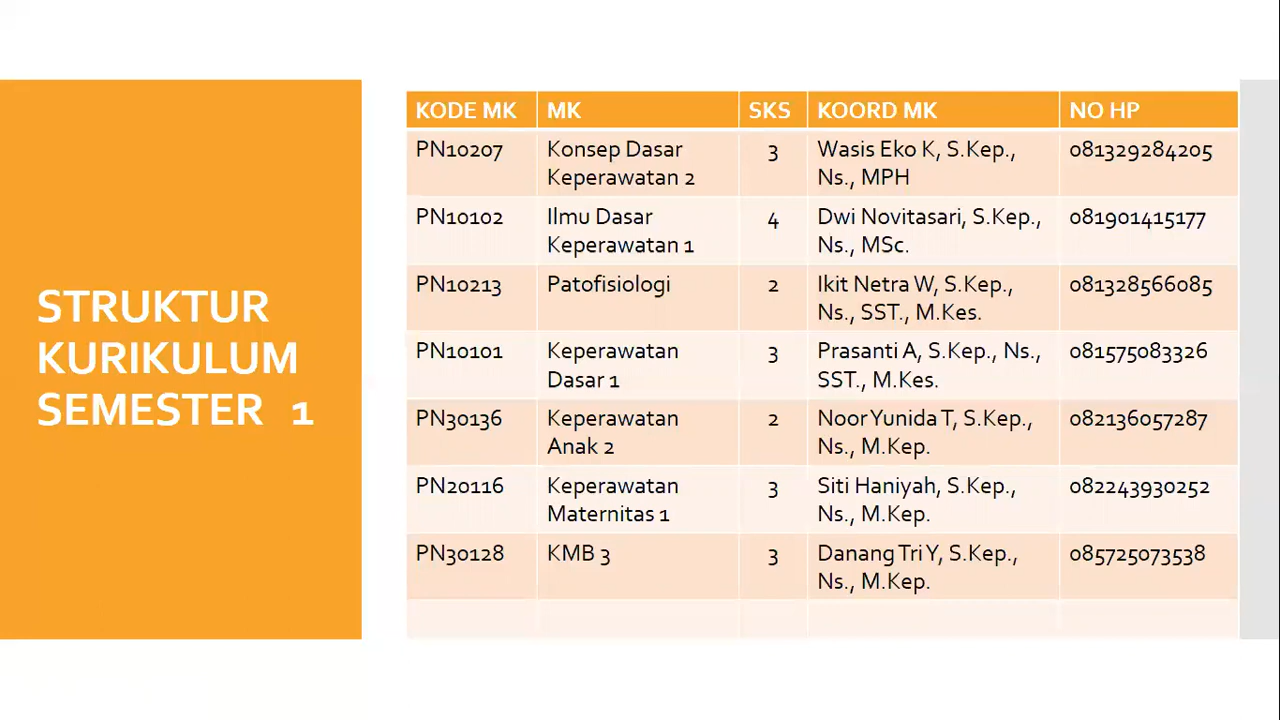 STRUKTUR
KURIKULUM
SEMESTER 1
KODE MK MK SKS KOORD MK NO HP
PN10207 Konsep Dasar 3 Wasis Eko K, S.Kep., 081329284205
Keperawatan 2 Ns., MPH
PN10102 Ilmu Dasar 4 Dwi Novitasari, S.Kep., 081901415177
Keperawatan 1 Ns., MSc.
PN10213 Patofisiologi 2 Ikit Netra W, S.Kep., 081328566085
Ns., SST., M.Kes.
PN10101 Keperawatan 3 Prasanti A, S.Kep., Ns., 081575083326
Dasar 1 SST., M.Kes.
PN30136 Keperawatan 2 Noor Yunida T, S.Kep., 082136057287
Anak 2 Ns., M.Kep.
PN20116 Keperawatan 3 Siti Haniyah, S.Kep., 082243930252
Maternitas 1 Ns., M.Kep.
PN30128 KMB 3 3 Danang Tri Y, S.Kep., 085725073538
Ns., M.Kep.